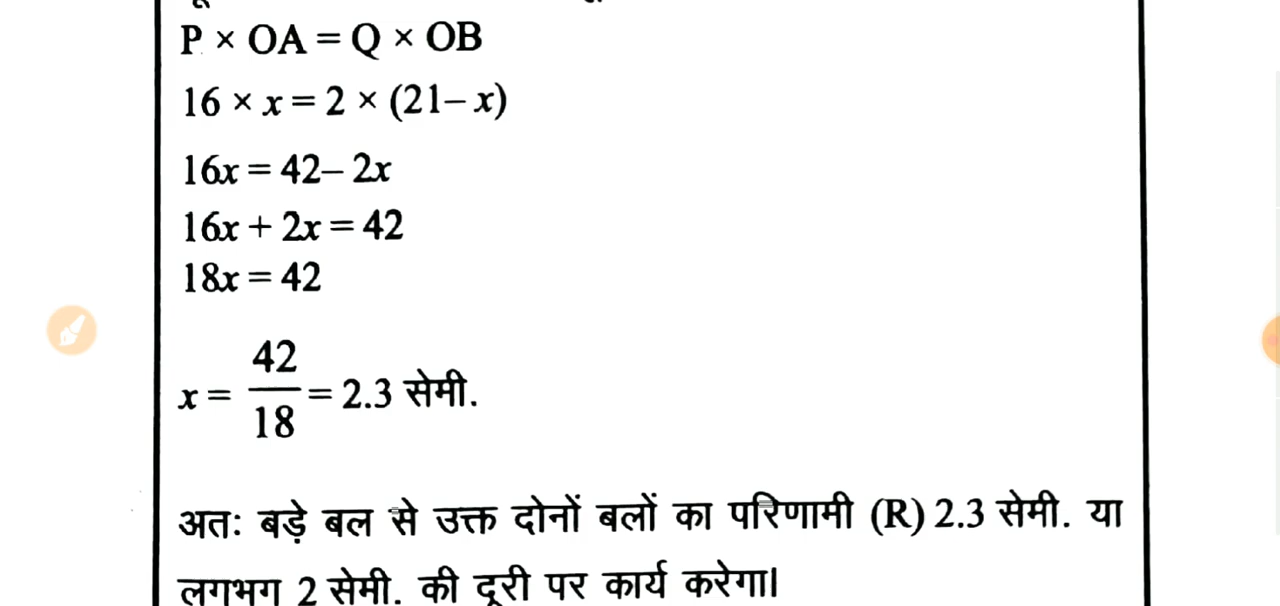 P × OA = Q × OB
16 × x = 2 × (21– x)
16x = 42– 2x
16x + 2x = 42
18x = 42
x = 42/18 = 2.3 सेमी.
अतः बड़े बल से उक्त दोनों बलों का परिणामी (R) 2.3 सेमी. या
लगभग 2 सेमी. की दूरी पर कार्य करेगा।